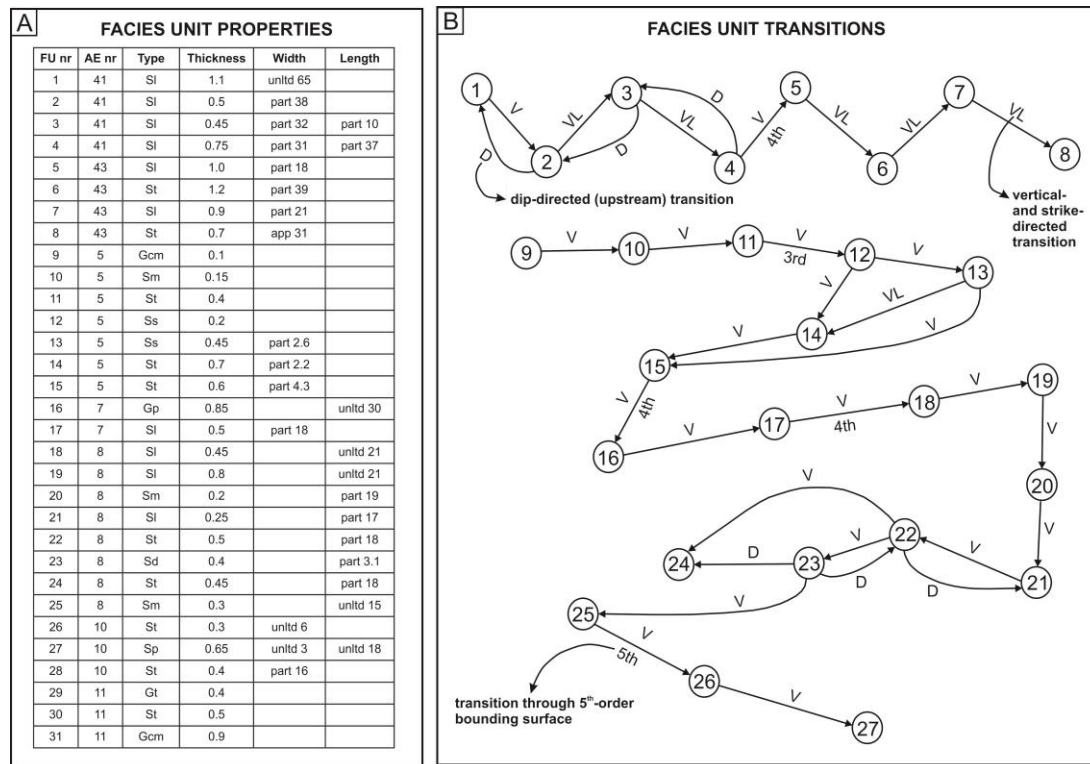 A
FACIES UNIT PROPERTIES
FU nr AE nr Type Thickness Width Length
1 41 Sl 1.1 unltd 65
2 41 Sl 0.5 part 38
3 41 Sl 0.45 part 32 part 10
4 41 Sl 0.75 part 31 part 37
5 43 Sl 1.0 part 18
6 43 St 1.2 part 39
7 43 Sl 0.9 part 21
8 43 St 0.7 app 31
9 5 Gcm 0.1
10 5 Sm 0.15
11 5 St 0.4
12 5 Ss 0.2
13 5 Ss 0.45 part 2.6
14 5 St 0.7 part 2.2
15 5 St 0.6 part 4.3
16 7 Gp 0.85 unltd 30
17 7 Sl 0.5 part 18
18 8 Sl 0.45 unltd 21
19 8 Sl 0.8 unltd 21
20 8 Sm 0.2 part 19
21 8 Sl 0.25 part 17
22 8 St 0.5 part 18
23 8 Sd 0.4 part 3.1
24 8 St 0.45 part 18
25 8 Sm 0.3 unltd 15
26 10 St 0.3 unltd 6
27 10 Sp 0.65 unltd 3 unltd 18
28 10 St 0.4 part 16
29 11 Gt 0.4
30 11 St 0.5
31 11 Gcm 0.9
B
FACIES UNIT TRANSITIONS
1 V 2 VL 3 VL 4 V 5 VL 6 VL 7 VL 8
D D D 4th
dip-directed (upstream) transition
vertical-
and strike-
directed
transition
9 V 10 V 11 V 12 V 13
3rd
V VL V
14
V
15
V
4th
16 V 17 V 18 V 19
4th
V
20
V
21
V
22
V D V D
23
D
24
V
25
V
5th
26 V 27
transition through 5th-order
bounding surface